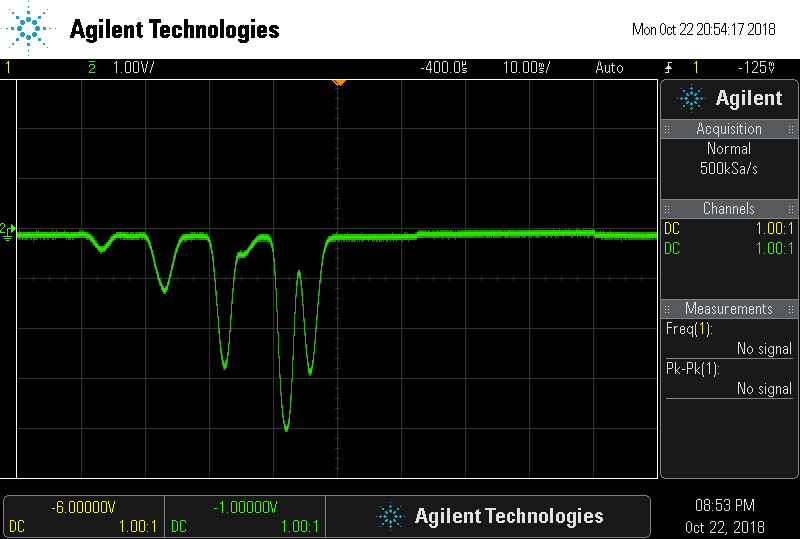 Agilent Technologies
Mon Oct 22 20:54:17 2018
1 2 1.00V/ -400.0us 10.00ms/ Auto 1 -125V
Agilent
Acquisition
Normal
500kSa/s
Channels
DC 1.00:1
DC 1.00:1
Measurements
Freq(1):
No signal
Pk-Pk(1):
No signal
2
-6.00000V
DC 1.00:1
-1.00000V
DC 1.00:1
Agilent Technologies
08:53 PM
Oct 22, 2018